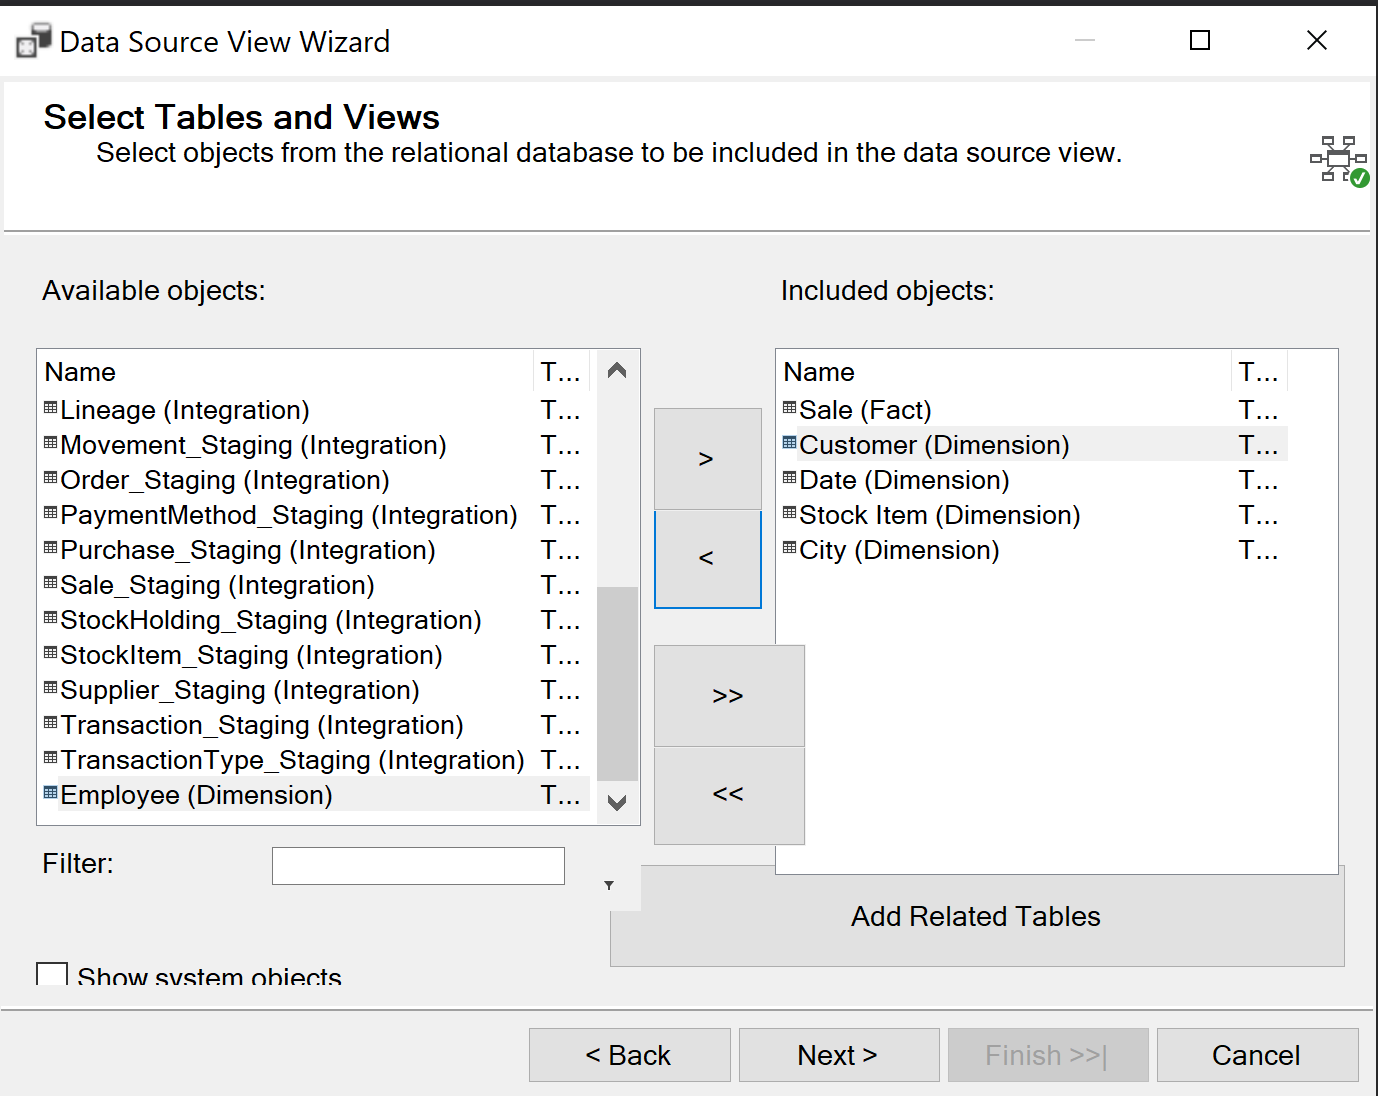 Data Source View Wizard
Select Tables and Views
Select objects from the relational database to be included in the data source view.
Available objects:
Name T...
Lineage (Integration) T...
Movement_Staging (Integration) T...
Order_Staging (Integration) T...
PaymentMethod_Staging (Integration) T...
Purchase_Staging (Integration) T...
Sale_Staging (Integration) T...
StockHolding_Staging (Integration) T...
StockItem_Staging (Integration) T...
Supplier_Staging (Integration) T...
Transaction_Staging (Integration) T...
TransactionType_Staging (Integration) T...
Employee (Dimension) T...
Filter:
Show system objects
>
<
>>
<<
Included objects:
Name T...
Sale (Fact) T...
Customer (Dimension) T...
Date (Dimension) T...
Stock Item (Dimension) T...
City (Dimension) T...
Add Related Tables
< Back Next > Finish >>| Cancel